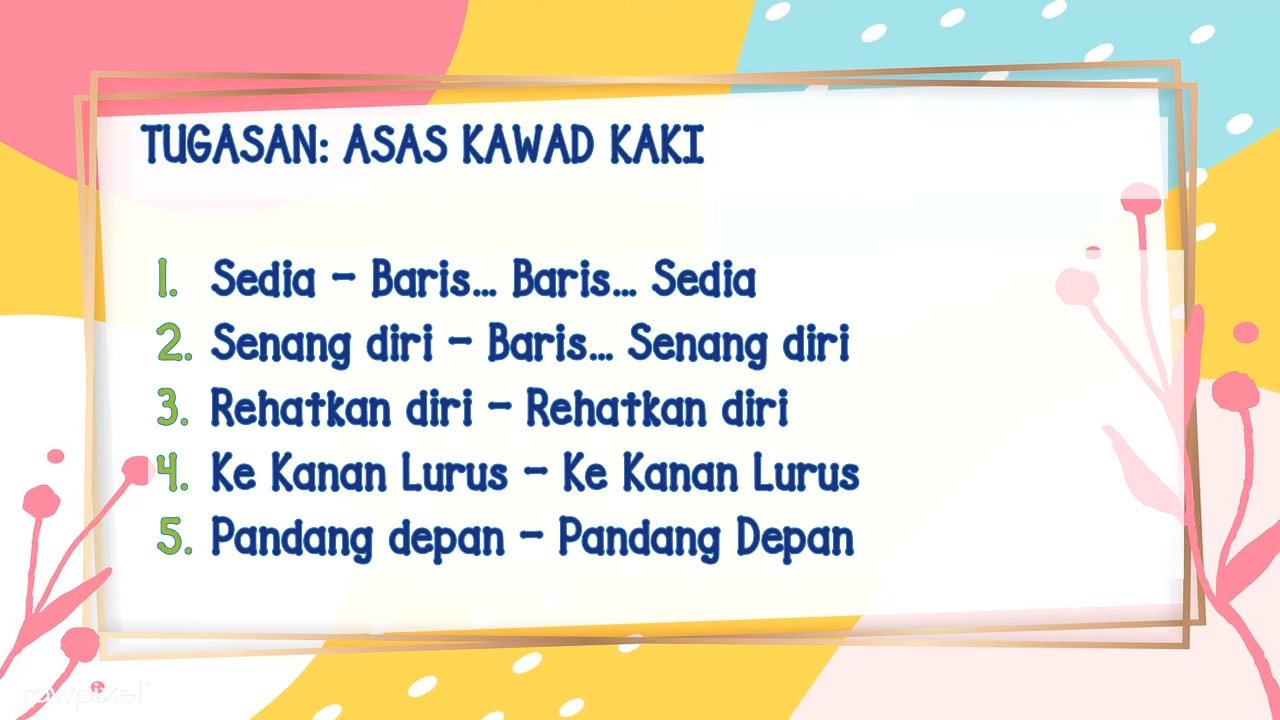 TUGASAN: ASAS KAWAD KAKI
1. Sedia – Baris... Baris... Sedia
2. Senang diri – Baris... Senang diri
3. Rehatkan diri – Rehatkan diri
4. Ke Kanan Lurus – Ke Kanan Lurus
5. Pandang depan – Pandang Depan
rawpixel